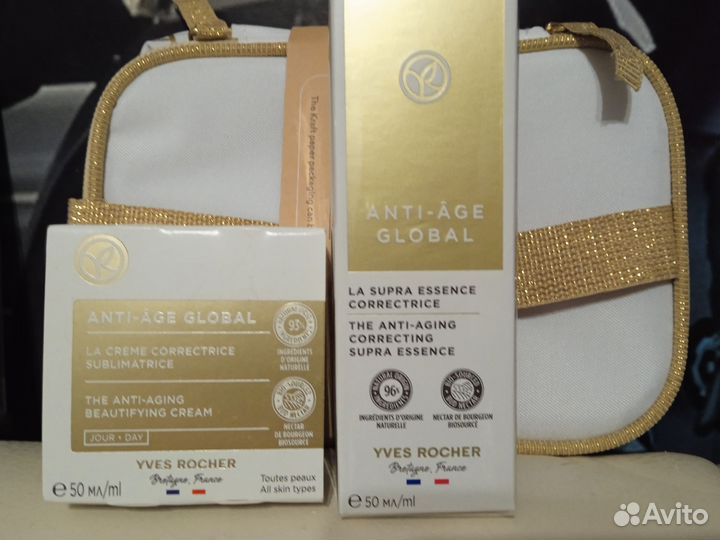 The Kraft paper packaging can
ANTI-ÂGE
GLOBAL
LA SUPRA ESSENCE
CORRECTRICE
THE ANTI-AGING
CORRECTING
SUPRA ESSENCE
96%
INGRÉDIENTS D'ORIGINE
NATURELLE
NECTAR
DE BOURGEON
BIOSOURCÉ
YVES ROCHER
Bretagne, France
e 50 мл/ml
ANTI-ÂGE GLOBAL
LA CREME CORRECTRICE
SUBLIMATRICE
THE ANTI-AGING
BEAUTIFYING CREAM
JOUR • DAY
93%
INGRÉDIENTS
D'ORIGINE
NATURELLE
NECTAR
DE BOURGEON
BIOSOURCÉ
YVES ROCHER
Bretagne, France
e 50 мл/ml
Toutes peaux
All skin types
Avito